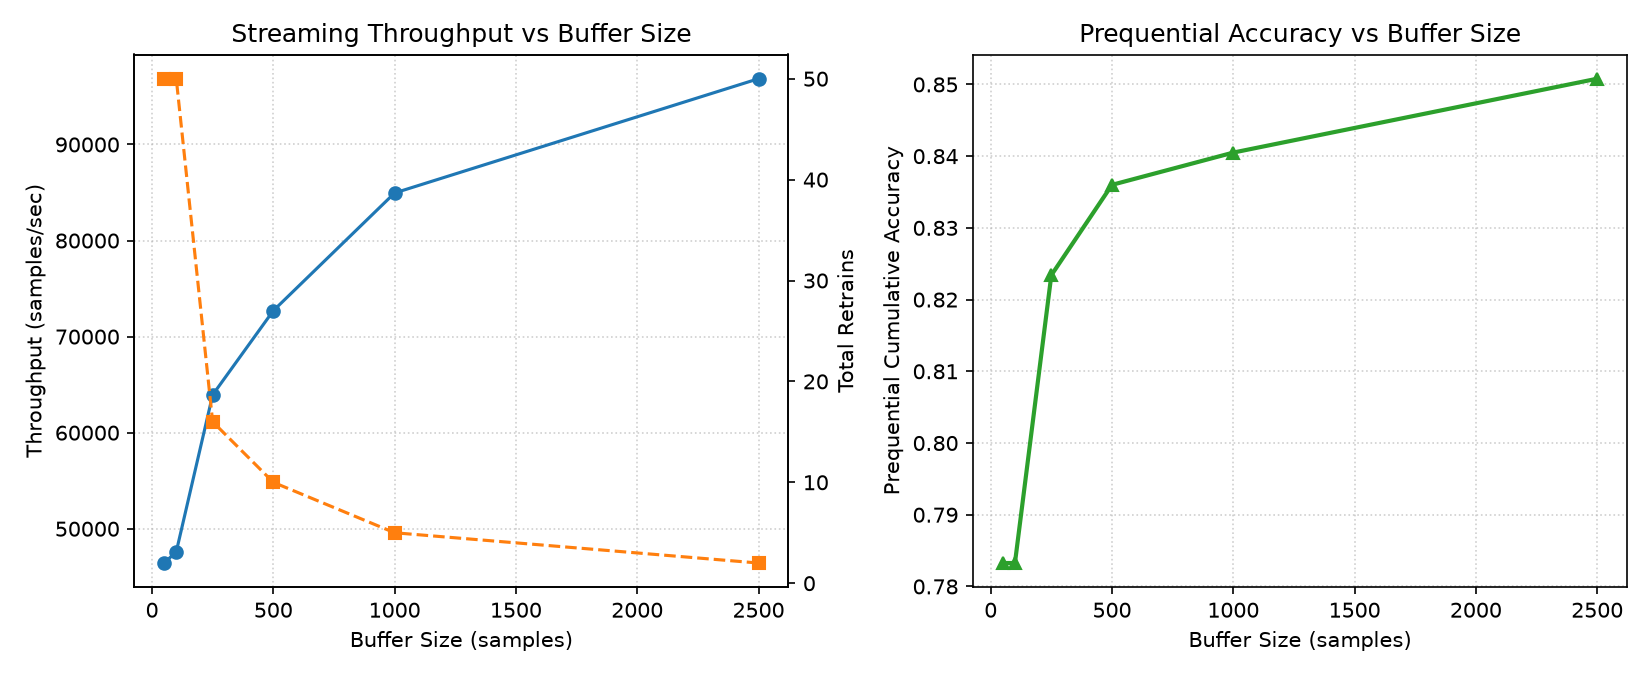 Streaming Throughput vs Buffer Size
Throughput (samples/sec)
90000
80000
70000
60000
50000
0 500 1000 1500 2000 2500
Buffer Size (samples)
50
40
30
20
10
0
Total Retrains
Prequential Accuracy vs Buffer Size
Prequential Cumulative Accuracy
0.85
0.84
0.83
0.82
0.81
0.80
0.79
0.78
0 500 1000 1500 2000 2500
Buffer Size (samples)